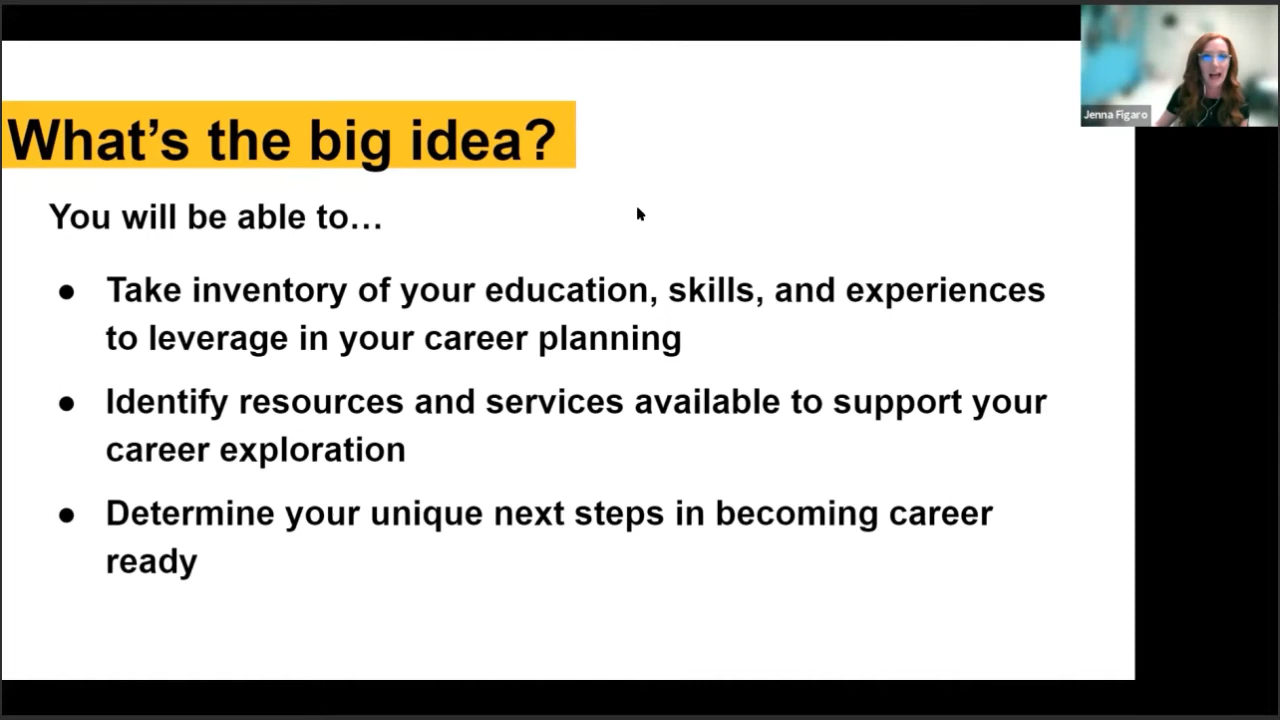 What’s the big idea?
Jenna Figaro
You will be able to…
● Take inventory of your education, skills, and experiences
to leverage in your career planning
● Identify resources and services available to support your
career exploration
● Determine your unique next steps in becoming career
ready